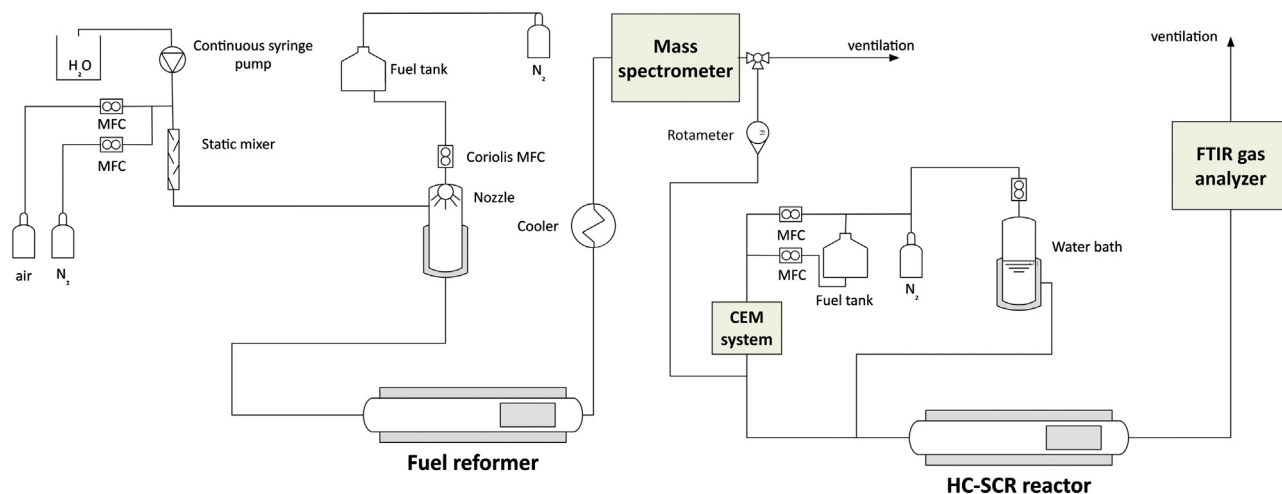 H₂O
Continuous syringe
pump
MFC
MFC
Static mixer
air
N₂
Fuel tank
N₂
Coriolis MFC
Nozzle
Cooler
Fuel reformer
Mass
spectrometer
ventilation
Rotameter
MFC
MFC
Fuel tank
N₂
Water bath
CEM
system
HC-SCR reactor
ventilation
FTIR gas
analyzer